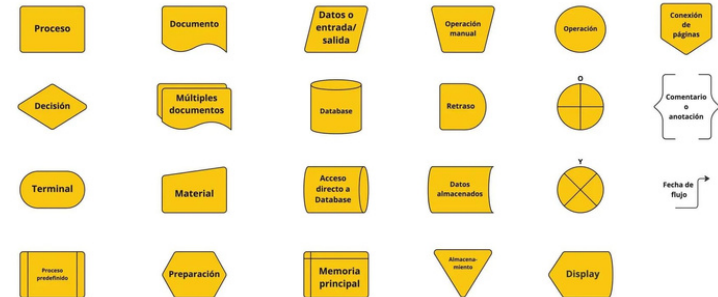 Proceso
Documento
Datos o
entrada/
salida
Operación
manual
Operación
Conexión
de
páginas
Decisión
Múltiples
documentos
Database
Retraso
O
Comentario
o
anotación
Terminal
Material
Acceso
directo a
Database
Datos
almacenados
Y
Fecha de
flujo
Proceso
predefinido
Preparación
Memoria
principal
Almacena-
miento
Display